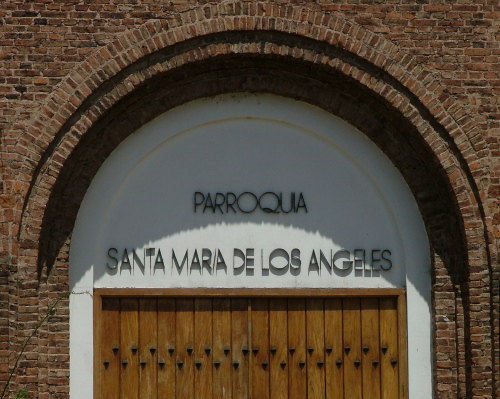 PARROQUIA
SANTA MARIA DE LOS ANGELES